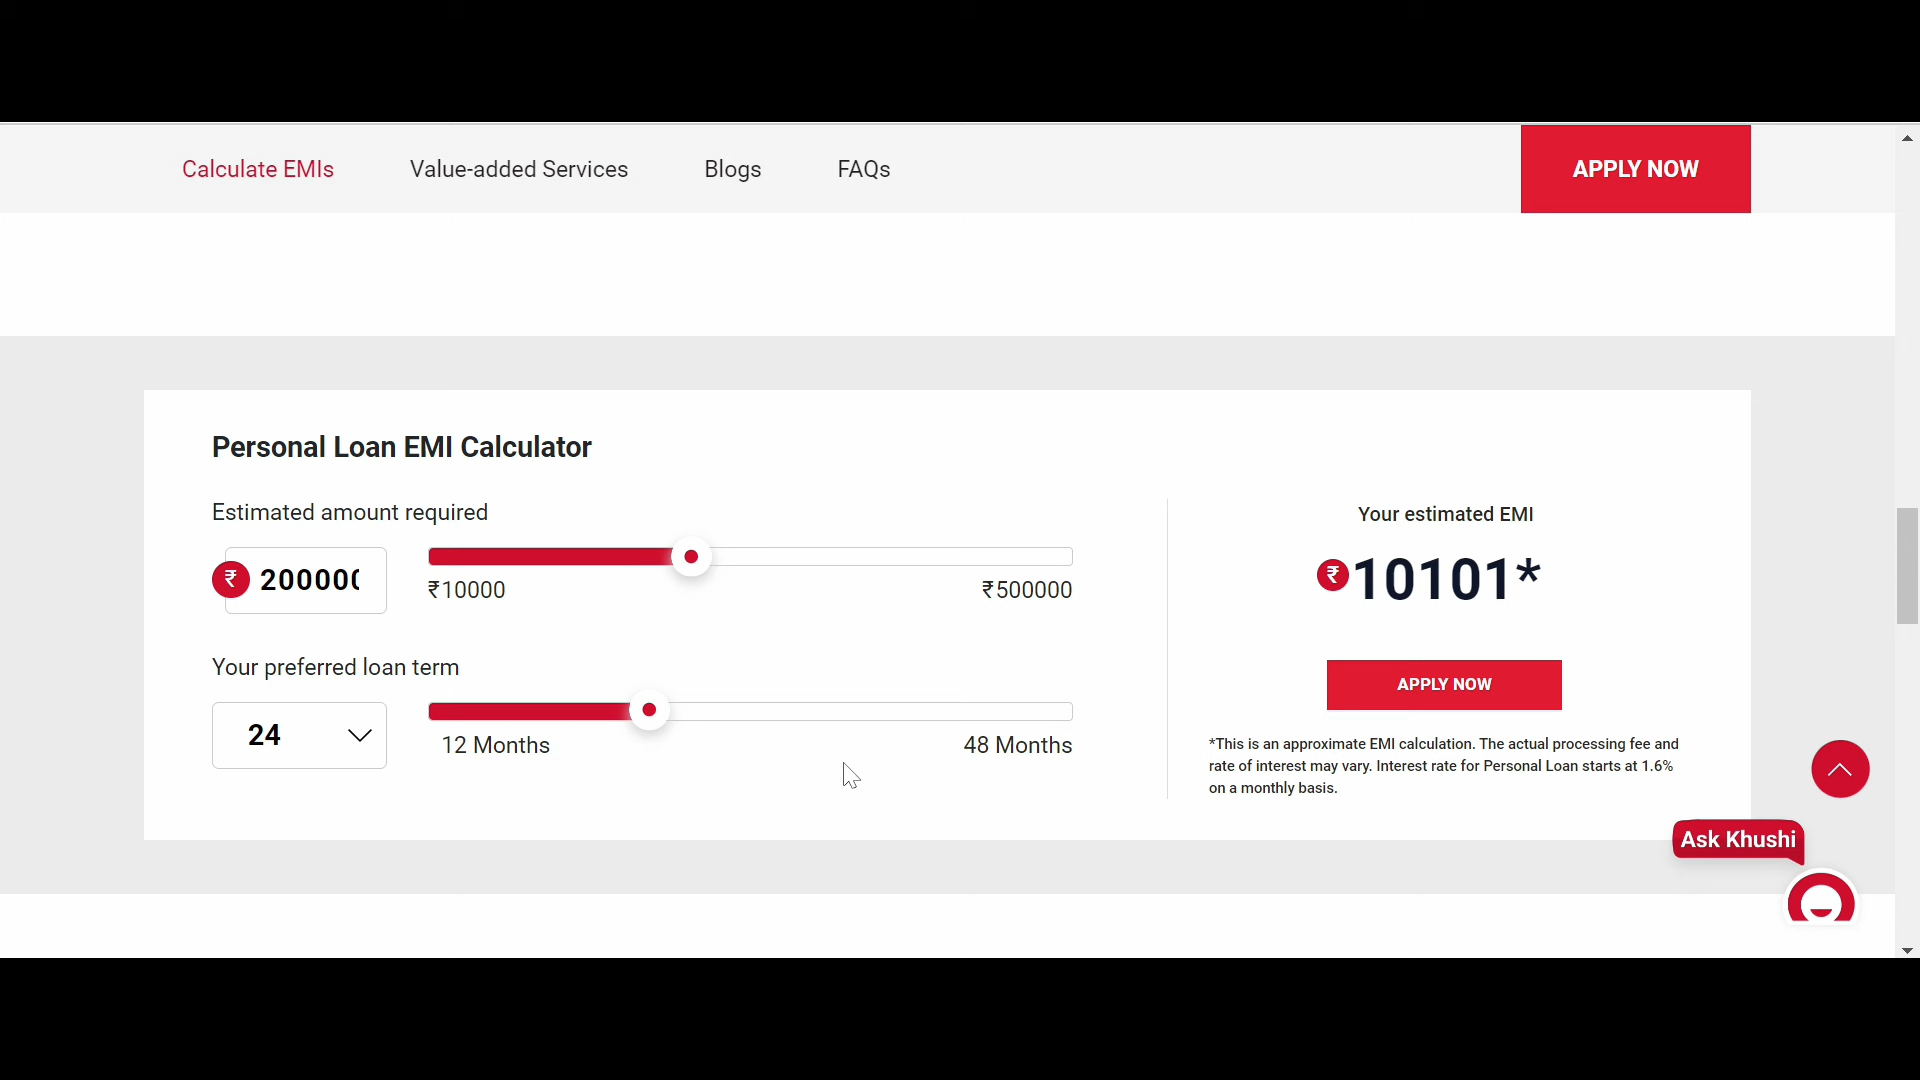 Calculate EMIs Value-added Services Blogs FAQs APPLY NOW
Personal Loan EMI Calculator
Estimated amount required
₹ 200000
₹10000 ₹500000
Your preferred loan term
24
12 Months 48 Months
Your estimated EMI
₹10101*
APPLY NOW
*This is an approximate EMI calculation. The actual processing fee and
rate of interest may vary. Interest rate for Personal Loan starts at 1.6%
on a monthly basis.
Ask Khushi